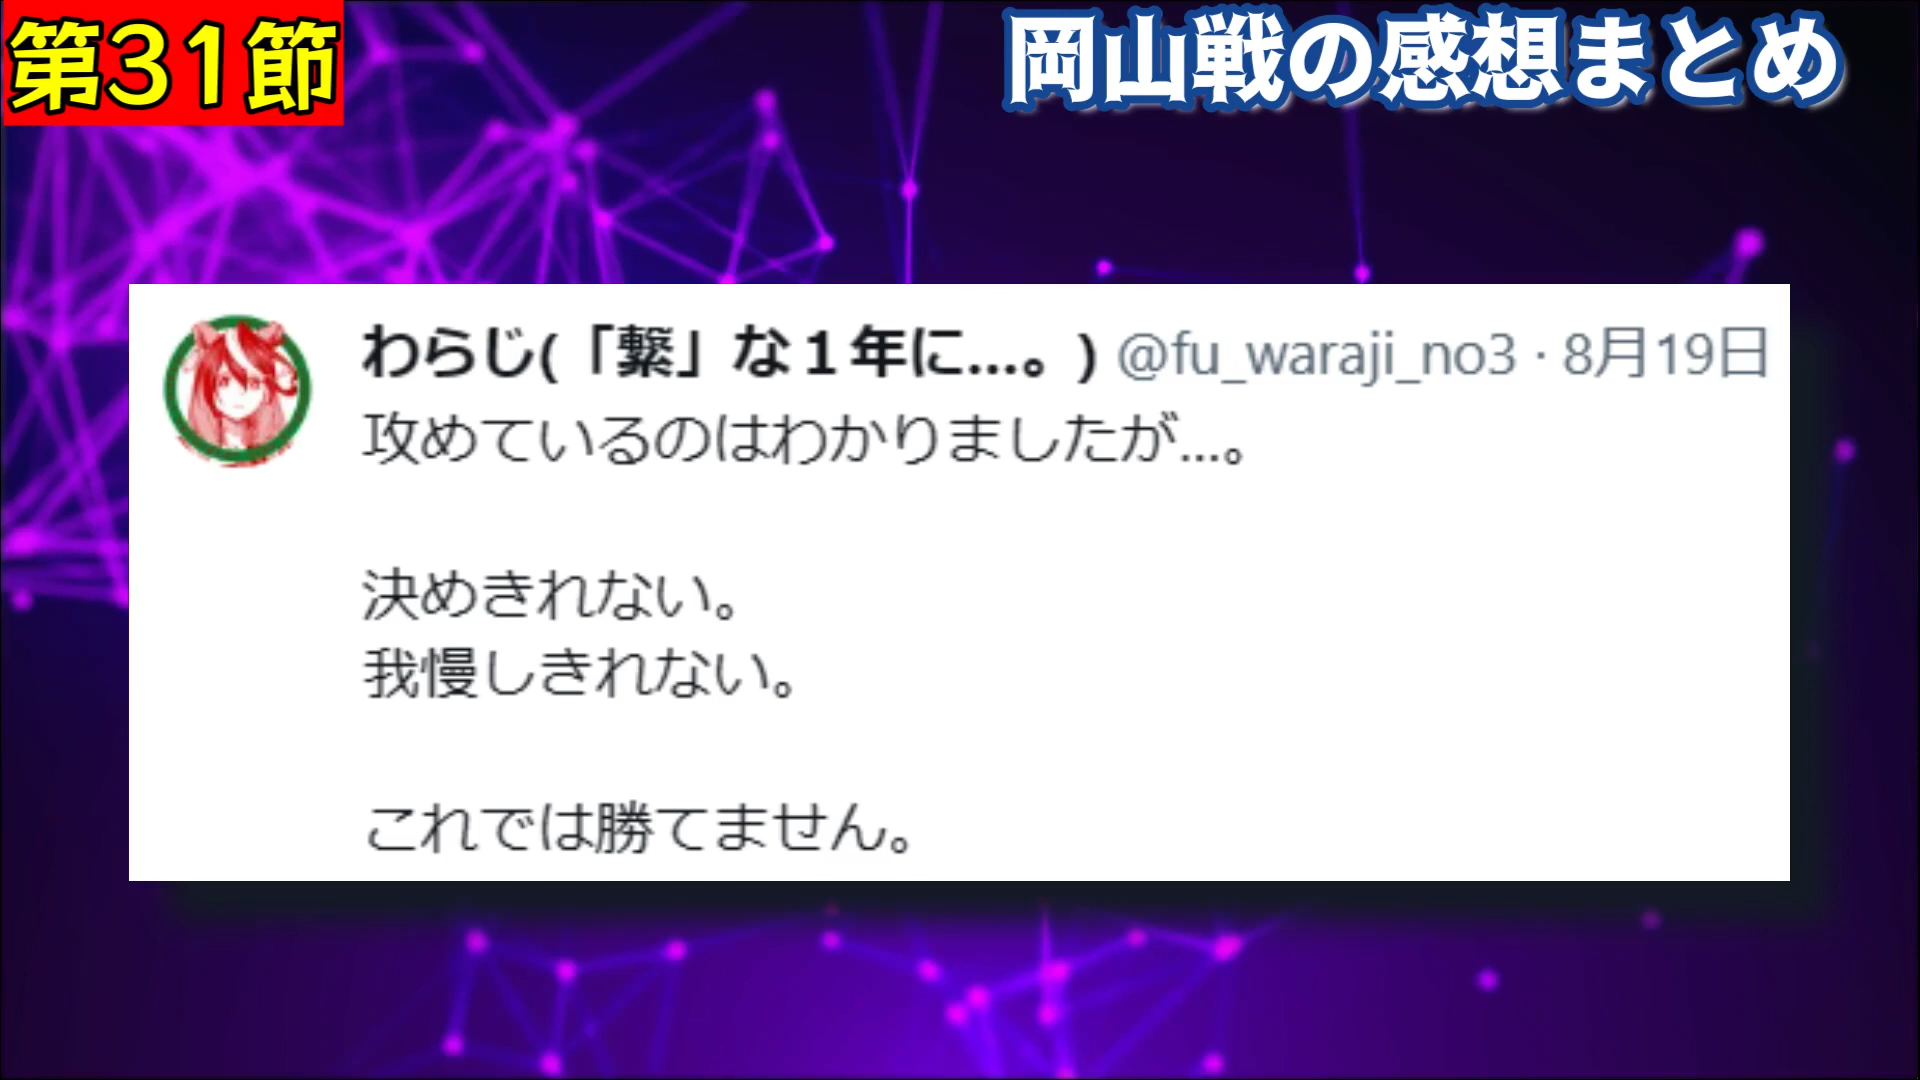 第31節
岡山戦の感想まとめ
わらじ(「繋」な１年に…。) @fu_waraji_no3 · 8月19日
攻めているのはわかりましたが…。
決めきれない。
我慢しきれない。
これでは勝てません。